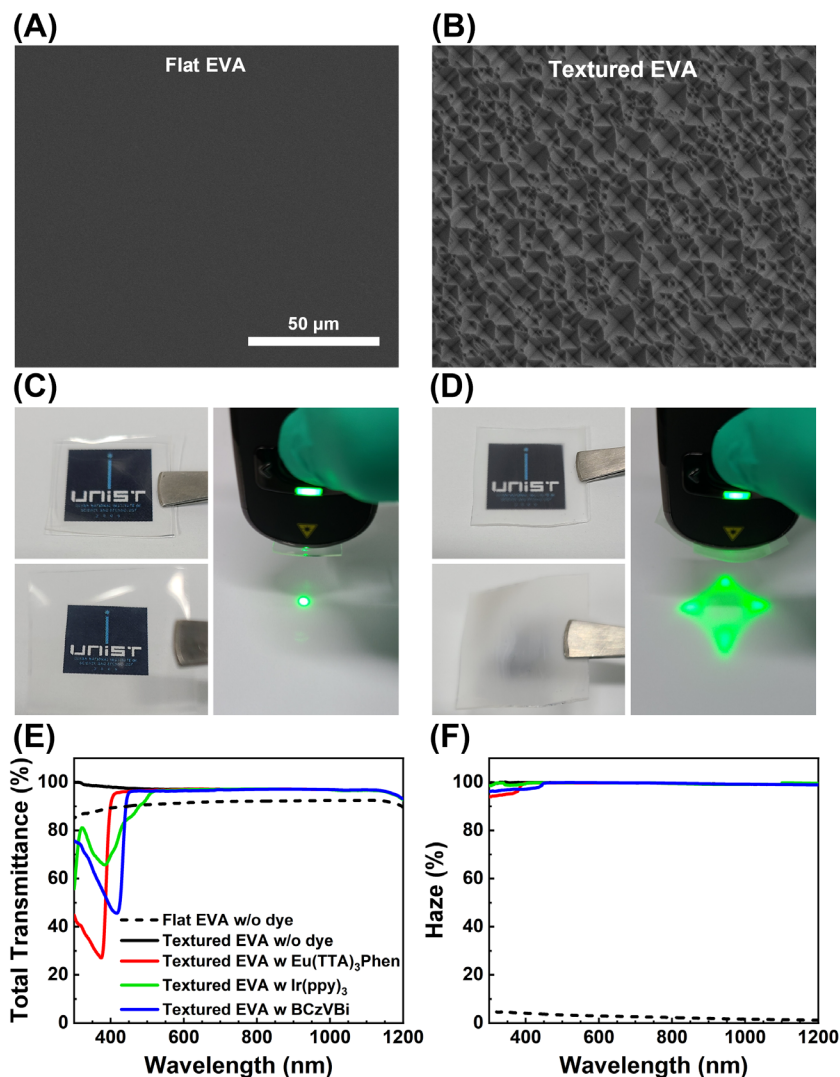 (A)
Flat EVA
50 μm
(B)
Textured EVA
(C)
UNIST
UNIST
(D)
UNIST
(E)
Total Transmittance (%)
100
80
60
40
20
0
Flat EVA w/o dye
Textured EVA w/o dye
Textured EVA w Eu(TTA)₃Phen
Textured EVA w Ir(ppy)₃
Textured EVA w BCzVBi
400 600 800 1000 1200
Wavelength (nm)
(F)
Haze (%)
100
80
60
40
20
0
400 600 800 1000 1200
Wavelength (nm)